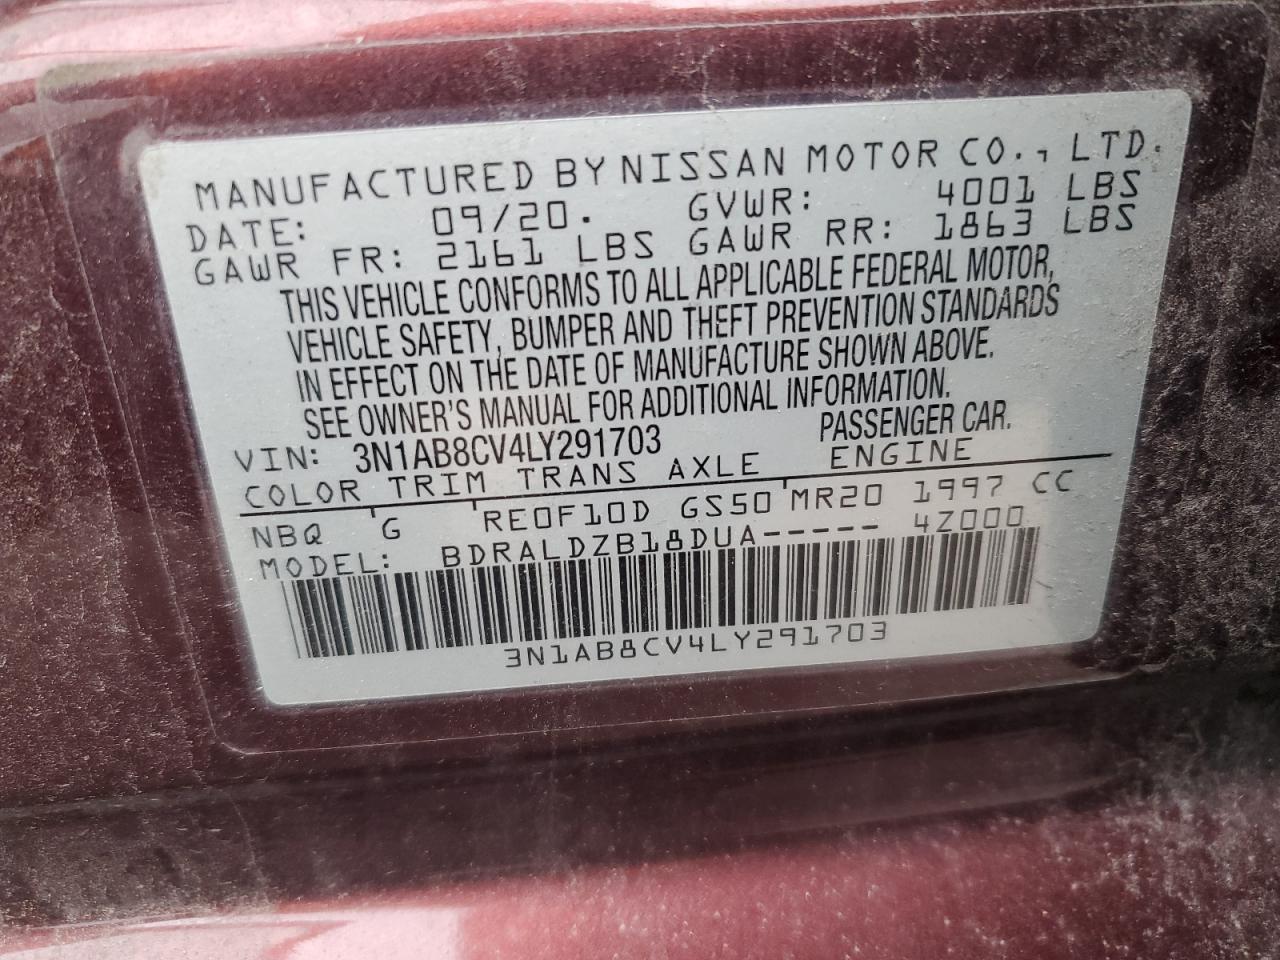 MANUFACTURED BY NISSAN MOTOR CO., LTD.
DATE: 09/20. GVWR: 4001 LBS
GAWR FR: 2161 LBS GAWR RR: 1863 LBS
THIS VEHICLE CONFORMS TO ALL APPLICABLE FEDERAL MOTOR,
VEHICLE SAFETY, BUMPER AND THEFT PREVENTION STANDARDS
IN EFFECT ON THE DATE OF MANUFACTURE SHOWN ABOVE.
SEE OWNER'S MANUAL FOR ADDITIONAL INFORMATION.
VIN: 3N1AB8CV4LY291703 PASSENGER CAR.
COLOR TRIM TRANS AXLE ENGINE
NBQ G RE0F10D GS50 MR20 1997 CC
MODEL: BDRALDZB18DUA----- 4Z000
3N1AB8CV4LY291703